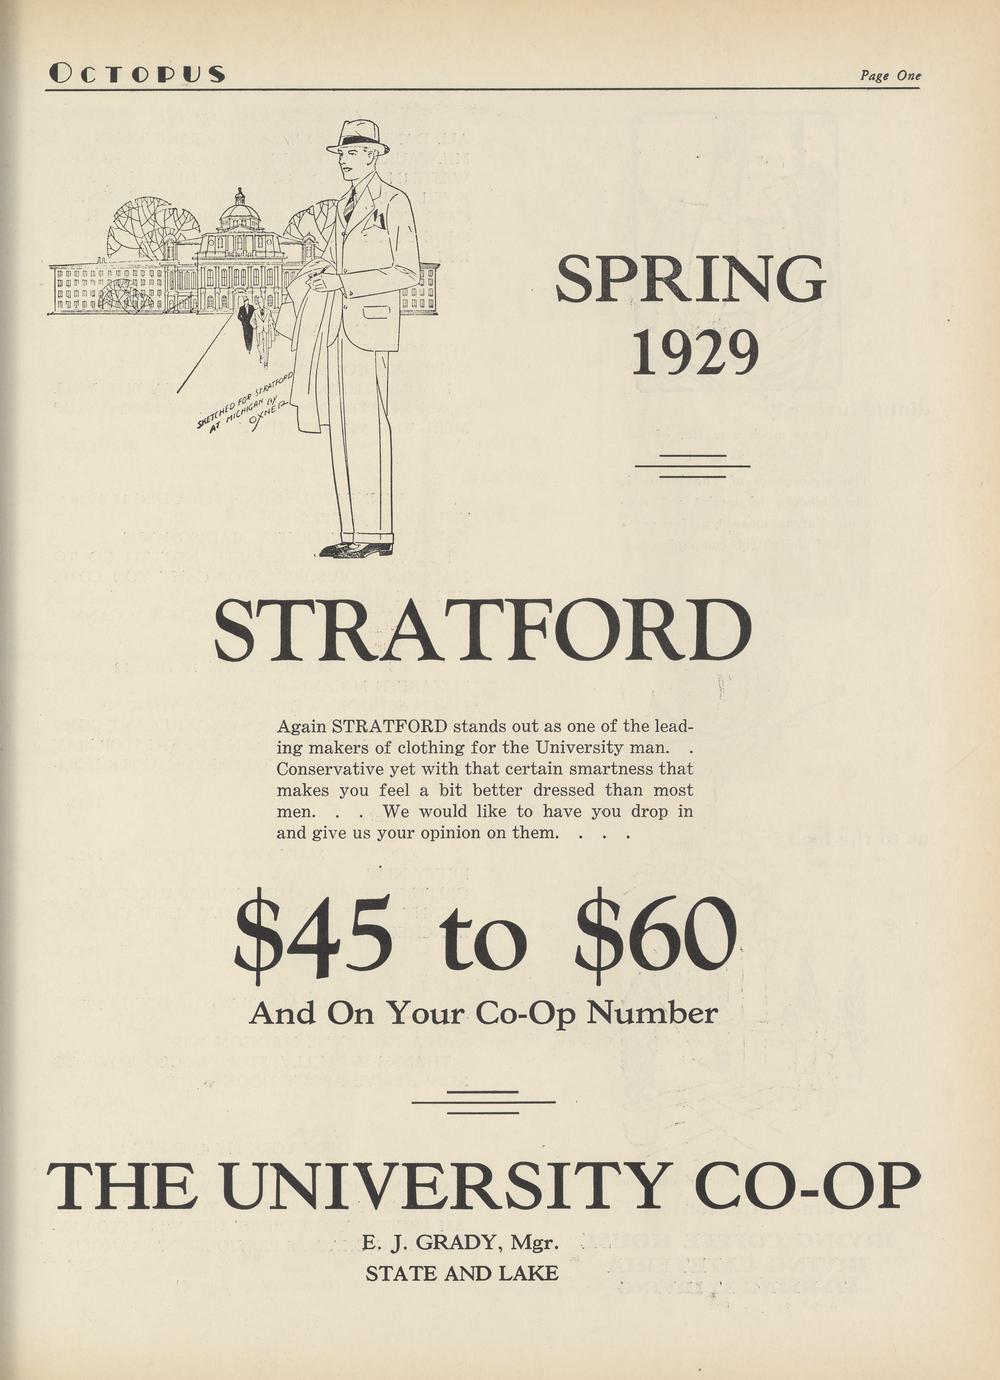 OCTOPUS
Page One
SPRING
1929
SKETCHED FOR STRATFORD
AT MICHIGAN BY
OXNER
STRATFORD
Again STRATFORD stands out as one of the lead-
ing makers of clothing for the University man. .
Conservative yet with that certain smartness that
makes you feel a bit better dressed than most
men. . . We would like to have you drop in
and give us your opinion on them. . . .
$45 to $60
And On Your Co-Op Number
THE UNIVERSITY CO-OP
E. J. GRADY, Mgr.
STATE AND LAKE